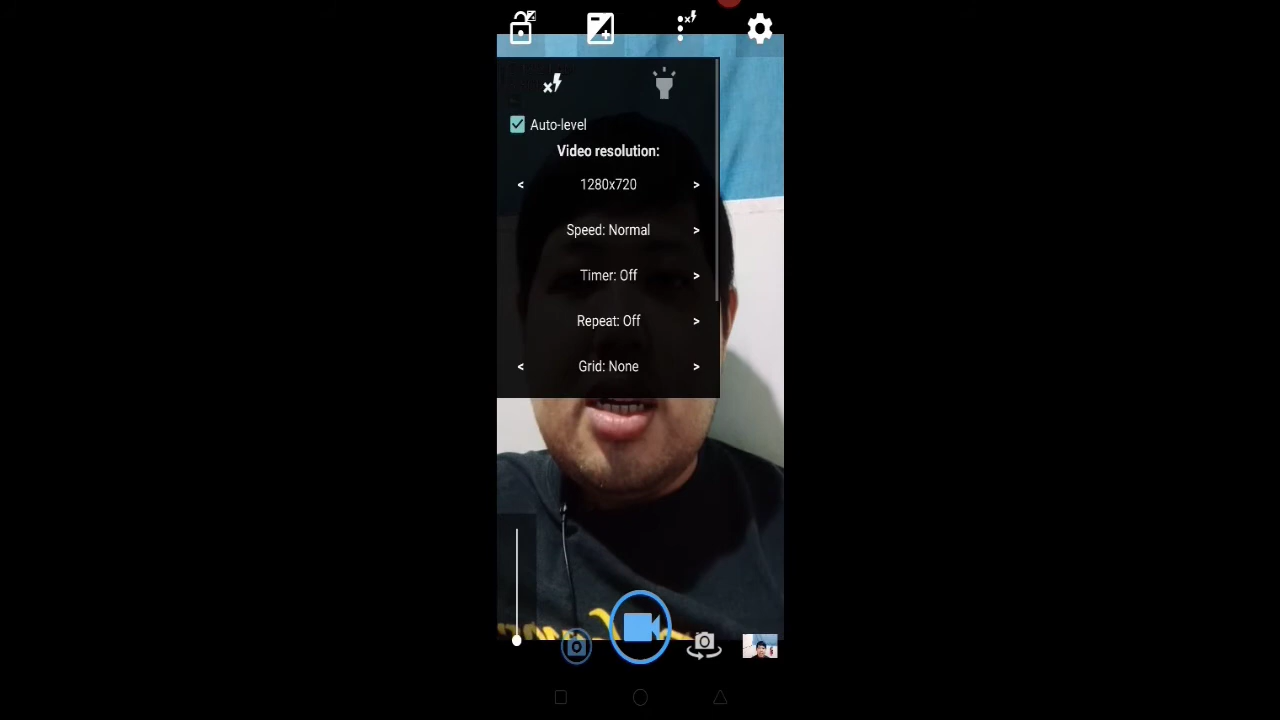 Auto-level
Video resolution:
< 1280x720 >
Speed: Normal >
Timer: Off >
Repeat: Off >
< Grid: None >